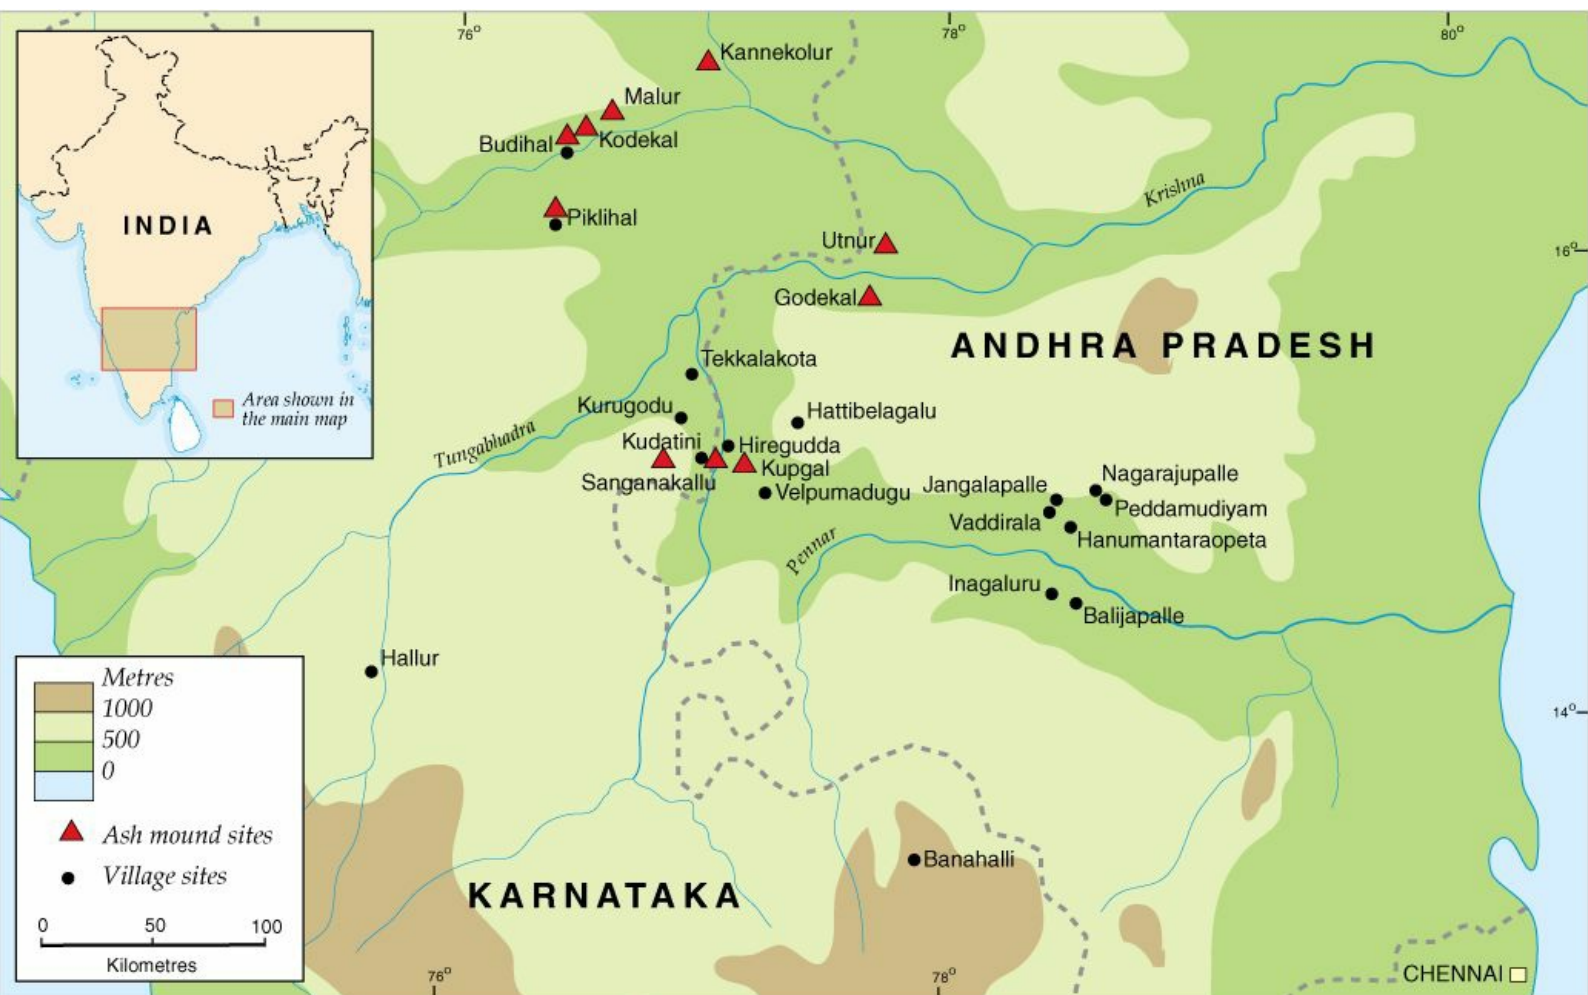 76°
78°
80°
Kannekolur
Malur
Budihal
Kodekal
Piklihal
INDIA
Krishna
Utnur
16°
Godekal
ANDHRA PRADESH
Tekkalakota
Area shown in
the main map
Kurugodu
Hattibelagalu
Tungabhadra
Kudatini
Hiregudda
Kupgal
Sanganakallu
Velpumadugu
Jangalapalle
Nagarajupalle
Peddamudiyam
Vaddirala
Hanumantaraopeta
Pennar
Inagaluru
Balijapalle
Hallur
14°
Metres
1000
500
0
Ash mound sites
Village sites
0 50 100
Kilometres
Banahalli
KARNATAKA
76°
78°
CHENNAI